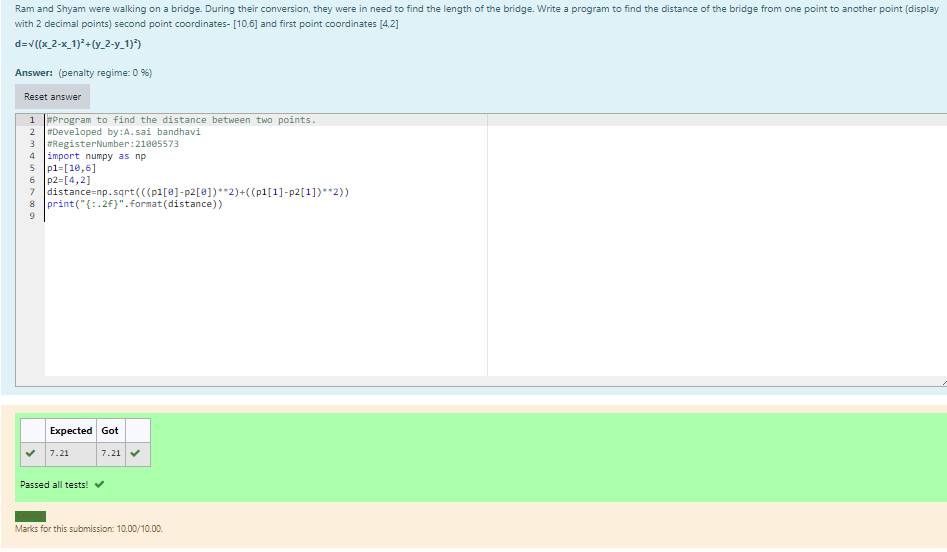 Ram and Shyam were walking on a bridge. During their conversion, they were in need to find the length of the bridge. Write a program to find the distance of the bridge from one point to another point (display
with 2 decimal points) second point coordinates- [10,6] and first point coordinates [4,2]
d=√((x_2-x_1)²+(y_2-y_1)²)
Answer: (penalty regime: 0 %)
Reset answer
1 #Program to find the distance between two points.
2 #Developed by:A.sai bandhavi
3 #RegisterNumber:21005573
4 import numpy as np
5 p1=[10,6]
6 p2=[4,2]
7 distance=np.sqrt(((p1[0]-p2[0])**2)+((p1[1]-p2[1])**2))
8 print("{:.2f}".format(distance))
9
Expected Got
✔ 7.21 7.21 ✔
Passed all tests! ✔
Marks for this submission: 10.00/10.00.